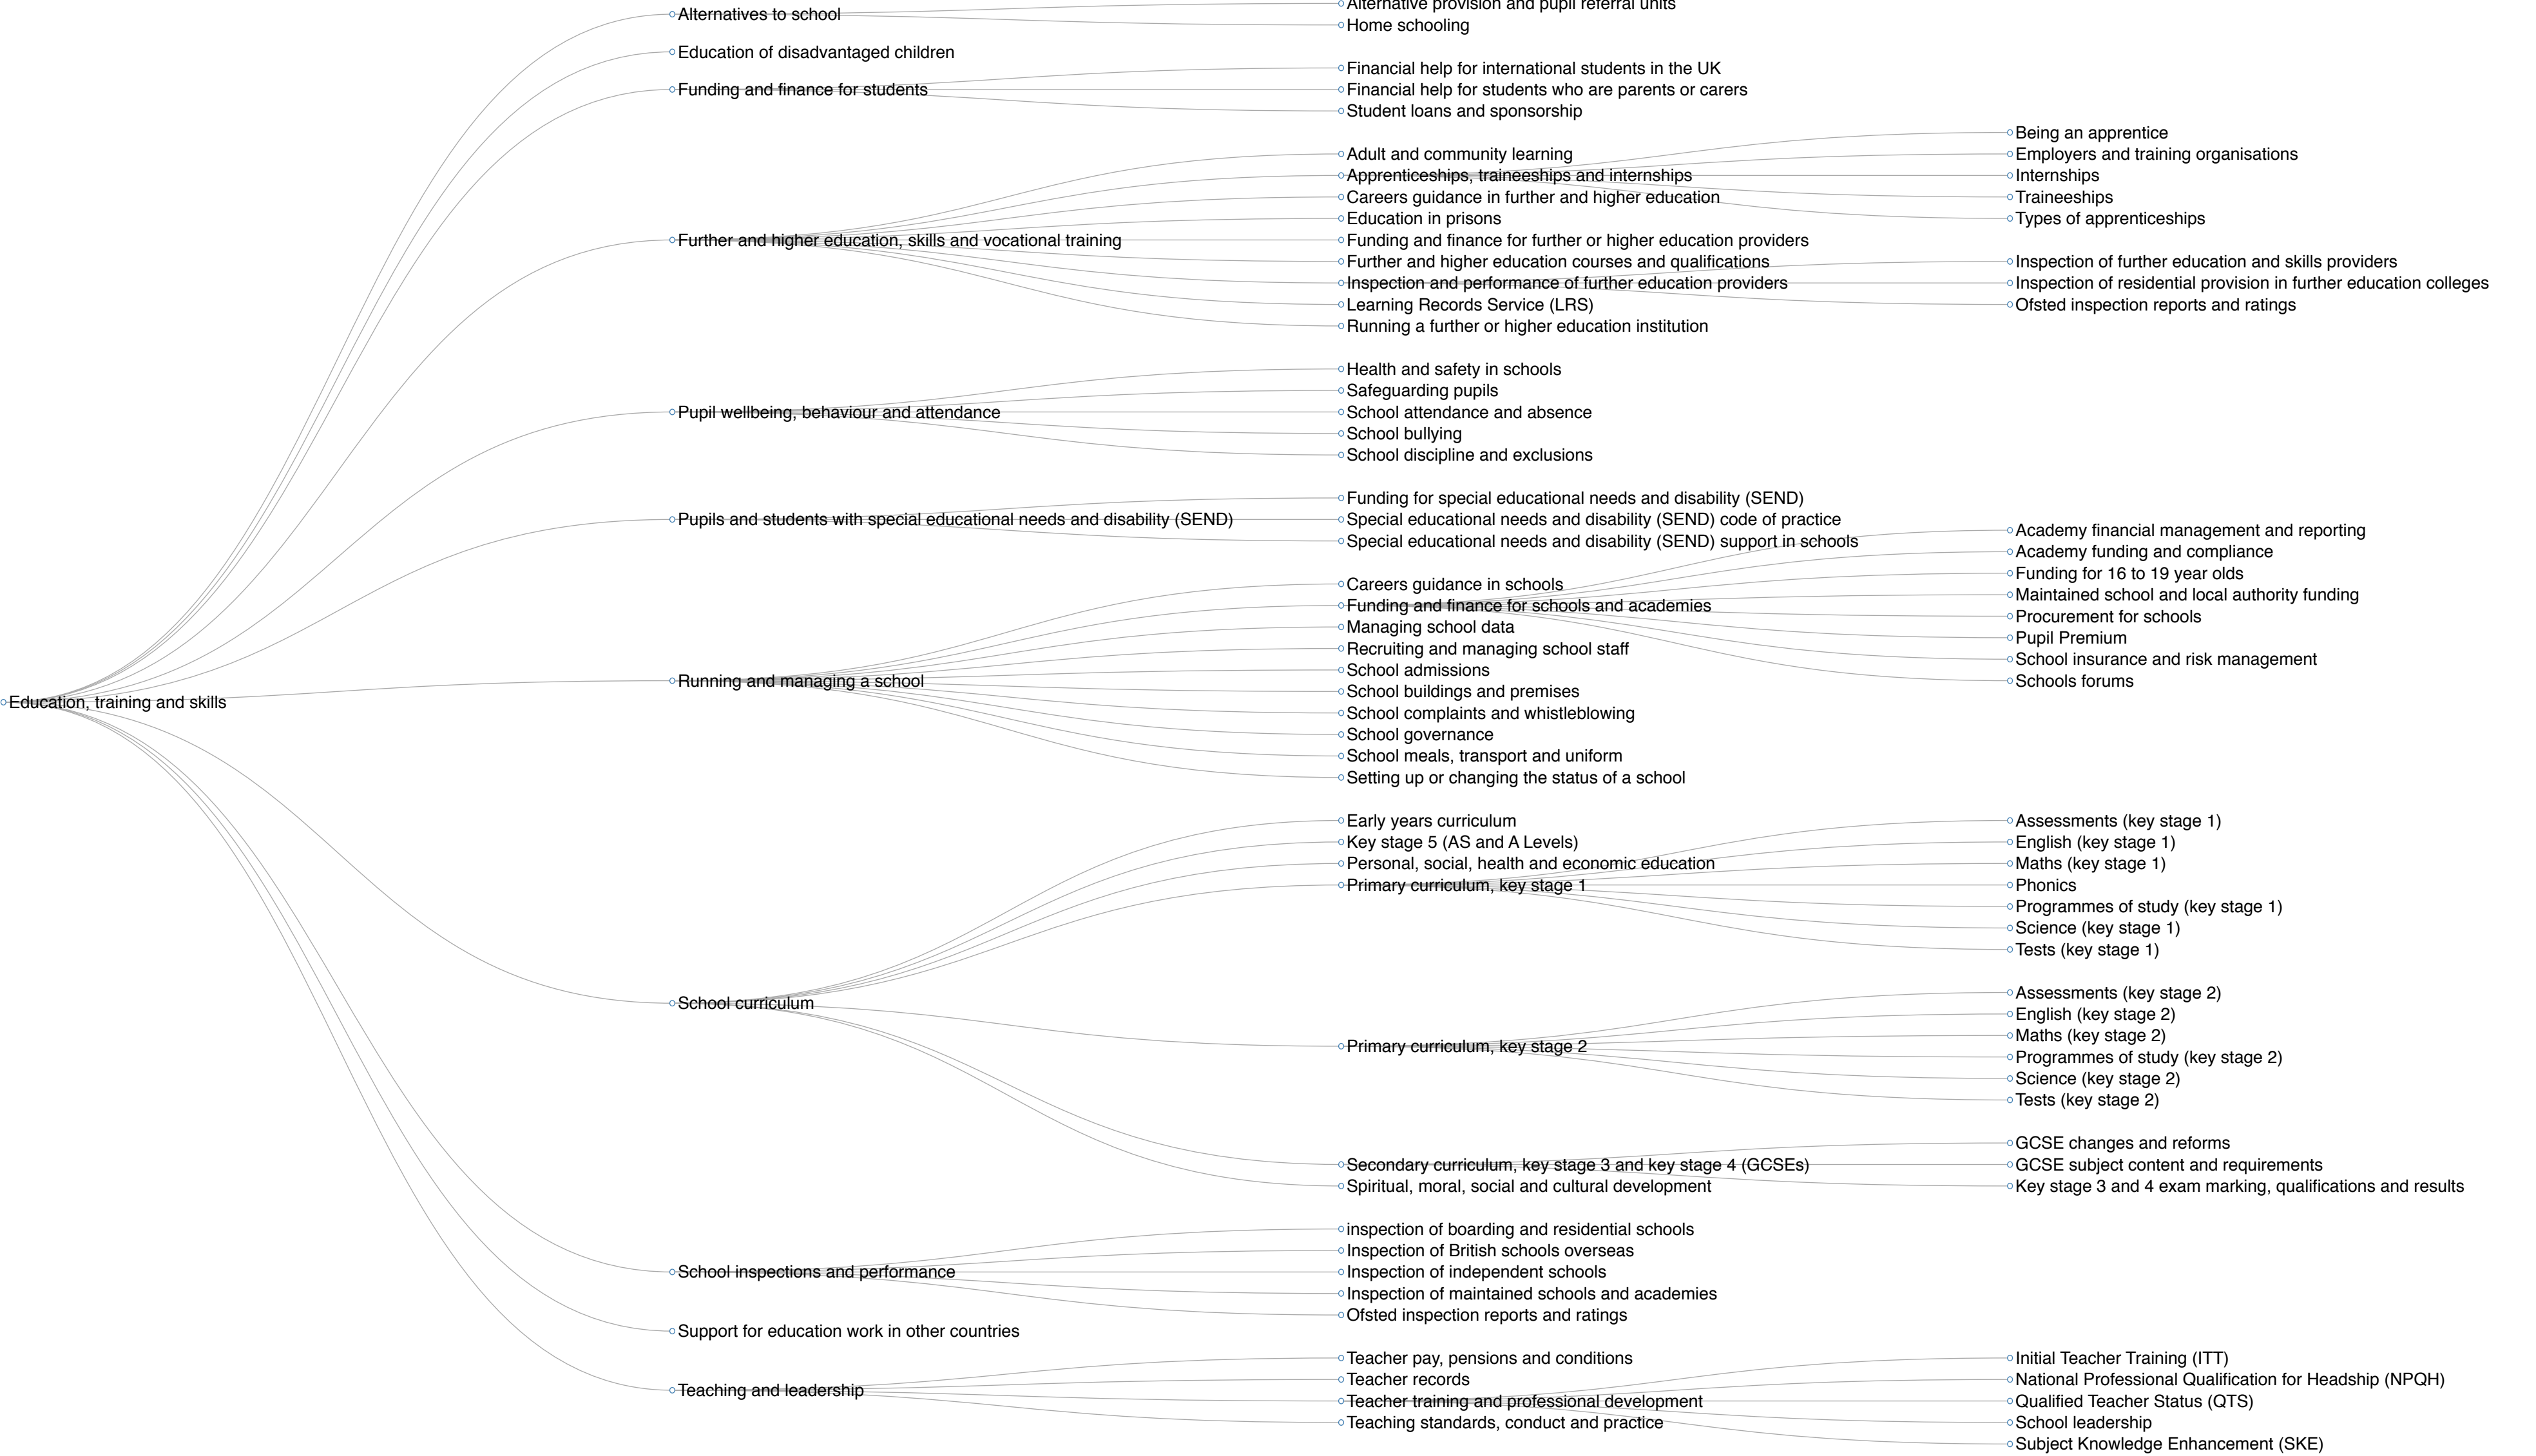 Education, training and skills
Alternatives to school
Alternative provision and pupil referral units
Home schooling
Education of disadvantaged children
Funding and finance for students
Financial help for international students in the UK
Financial help for students who are parents or carers
Student loans and sponsorship
Further and higher education, skills and vocational training
Adult and community learning
Apprenticeships, traineeships and internships
Being an apprentice
Employers and training organisations
Internships
Traineeships
Types of apprenticeships
Careers guidance in further and higher education
Education in prisons
Funding and finance for further or higher education providers
Further and higher education courses and qualifications
Inspection and performance of further education providers
Inspection of further education and skills providers
Inspection of residential provision in further education colleges
Ofsted inspection reports and ratings
Learning Records Service (LRS)
Running a further or higher education institution
Pupil wellbeing, behaviour and attendance
Health and safety in schools
Safeguarding pupils
School attendance and absence
School bullying
School discipline and exclusions
Pupils and students with special educational needs and disability (SEND)
Funding for special educational needs and disability (SEND)
Special educational needs and disability (SEND) code of practice
Special educational needs and disability (SEND) support in schools
Running and managing a school
Careers guidance in schools
Funding and finance for schools and academies
Academy financial management and reporting
Academy funding and compliance
Funding for 16 to 19 year olds
Maintained school and local authority funding
Procurement for schools
Pupil Premium
School insurance and risk management
Schools forums
Managing school data
Recruiting and managing school staff
School admissions
School buildings and premises
School complaints and whistleblowing
School governance
School meals, transport and uniform
Setting up or changing the status of a school
School curriculum
Early years curriculum
Key stage 5 (AS and A Levels)
Personal, social, health and economic education
Primary curriculum, key stage 1
Assessments (key stage 1)
English (key stage 1)
Maths (key stage 1)
Phonics
Programmes of study (key stage 1)
Science (key stage 1)
Tests (key stage 1)
Primary curriculum, key stage 2
Assessments (key stage 2)
English (key stage 2)
Maths (key stage 2)
Programmes of study (key stage 2)
Science (key stage 2)
Tests (key stage 2)
Secondary curriculum, key stage 3 and key stage 4 (GCSEs)
GCSE changes and reforms
GCSE subject content and requirements
Key stage 3 and 4 exam marking, qualifications and results
Spiritual, moral, social and cultural development
School inspections and performance
inspection of boarding and residential schools
Inspection of British schools overseas
Inspection of independent schools
Inspection of maintained schools and academies
Ofsted inspection reports and ratings
Support for education work in other countries
Teaching and leadership
Teacher pay, pensions and conditions
Teacher records
Teacher training and professional development
Initial Teacher Training (ITT)
National Professional Qualification for Headship (NPQH)
Qualified Teacher Status (QTS)
School leadership
Subject Knowledge Enhancement (SKE)
Teaching standards, conduct and practice